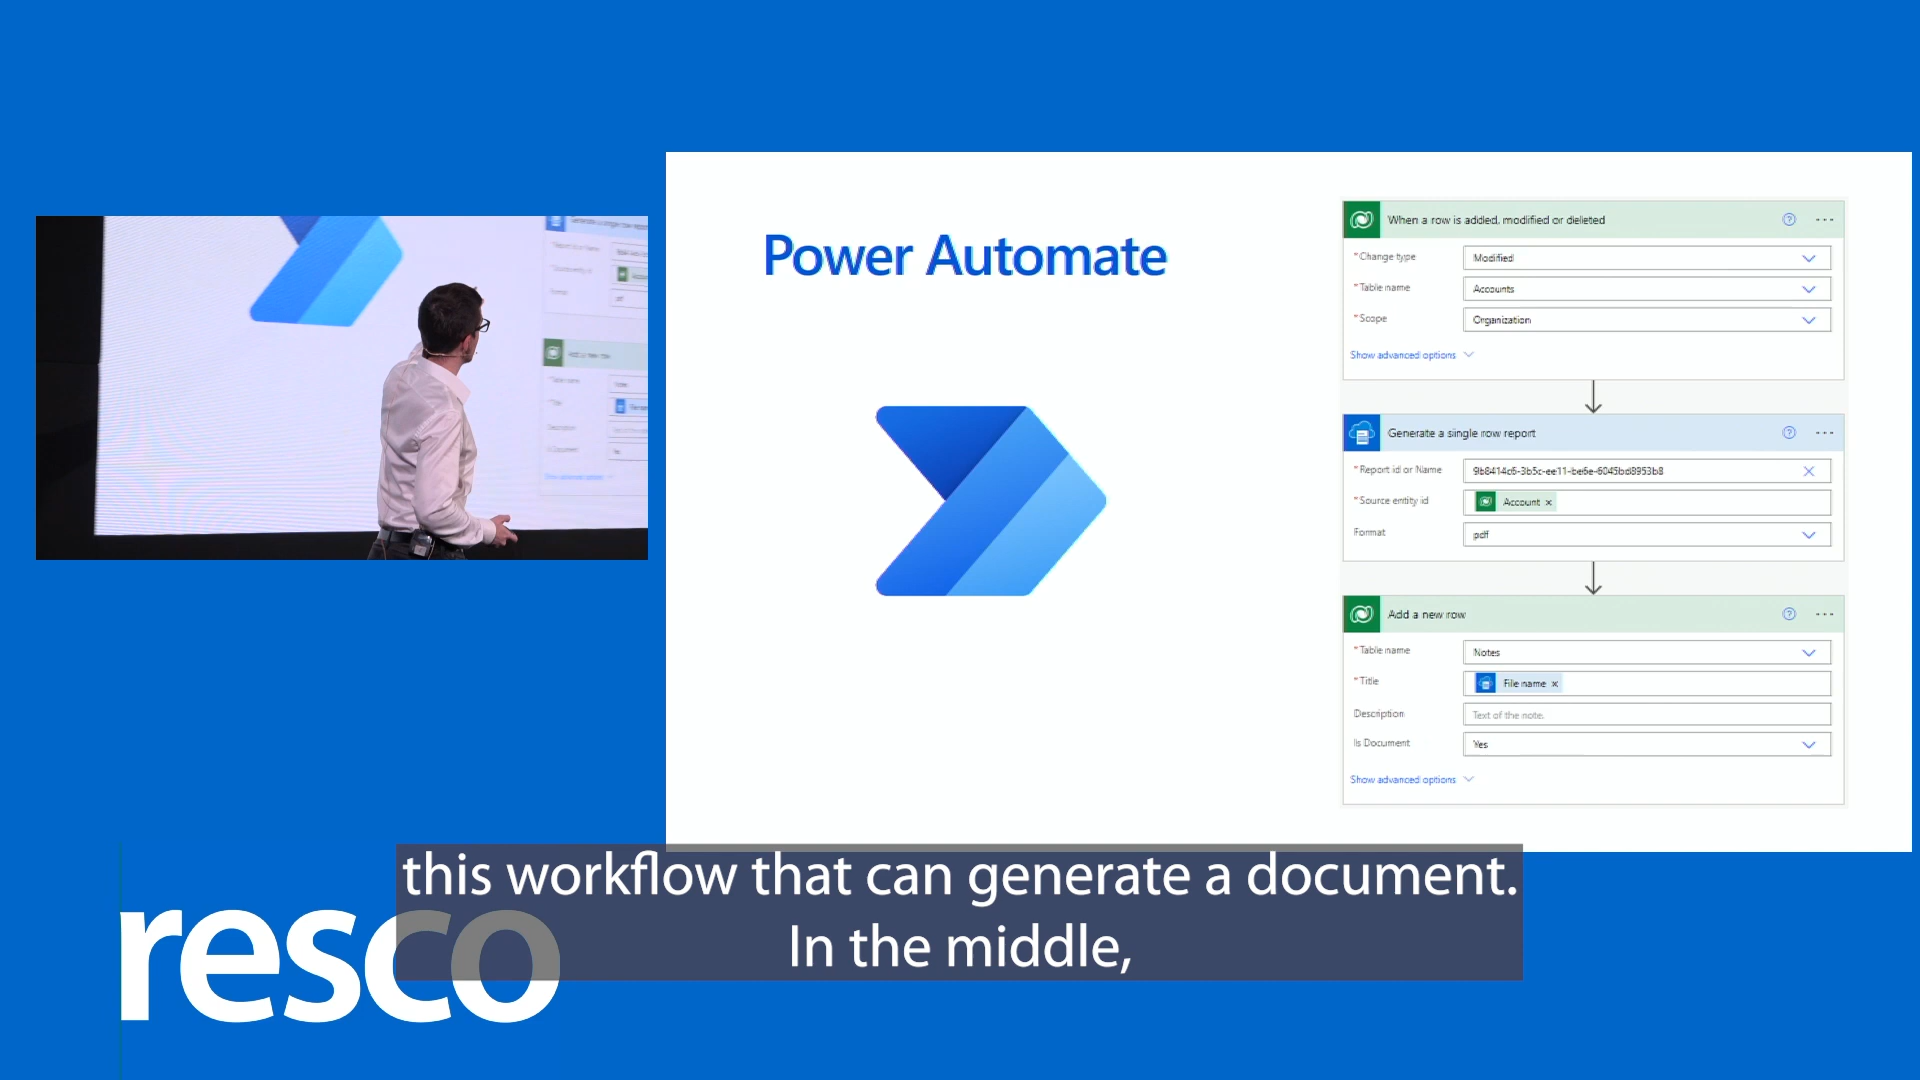 Power Automate
When a row is added, modified or deleted
* Change type Modified
* Table name Accounts
* Scope Organization
Show advanced options
Generate a single row report
* Report id or Name 9b8414c6-3b5c-ee11-be6e-6045bd8953b8
* Source entity id Account ×
Format pdf
Add a new row
* Table name Notes
* Title File name ×
Description Text of the note.
Is Document Yes
Show advanced options
this workflow that can generate a document.
In the middle,
resco